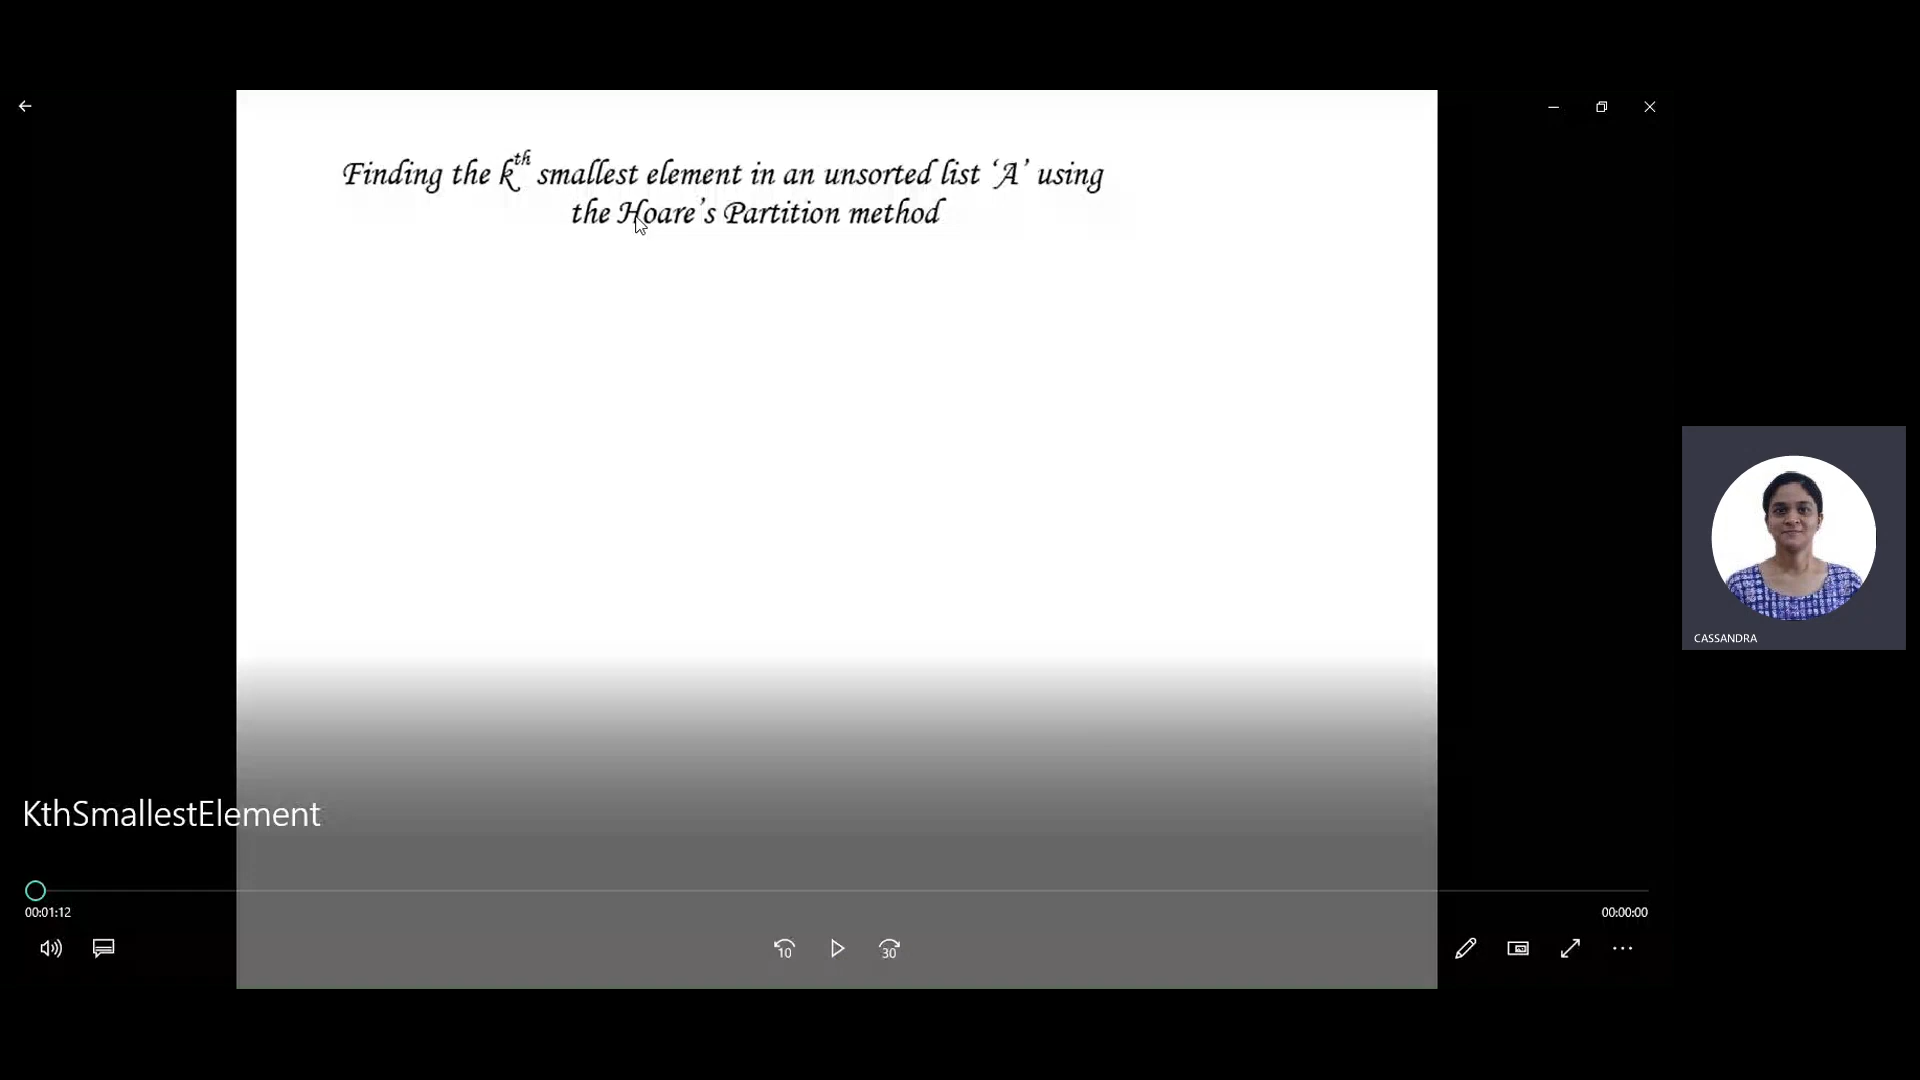 Finding the kth smallest element in an unsorted list ‘A’ using
the Hoare’s Partition method
CASSANDRA
KthSmallestElement
00:01:12
00:00:00
10
30